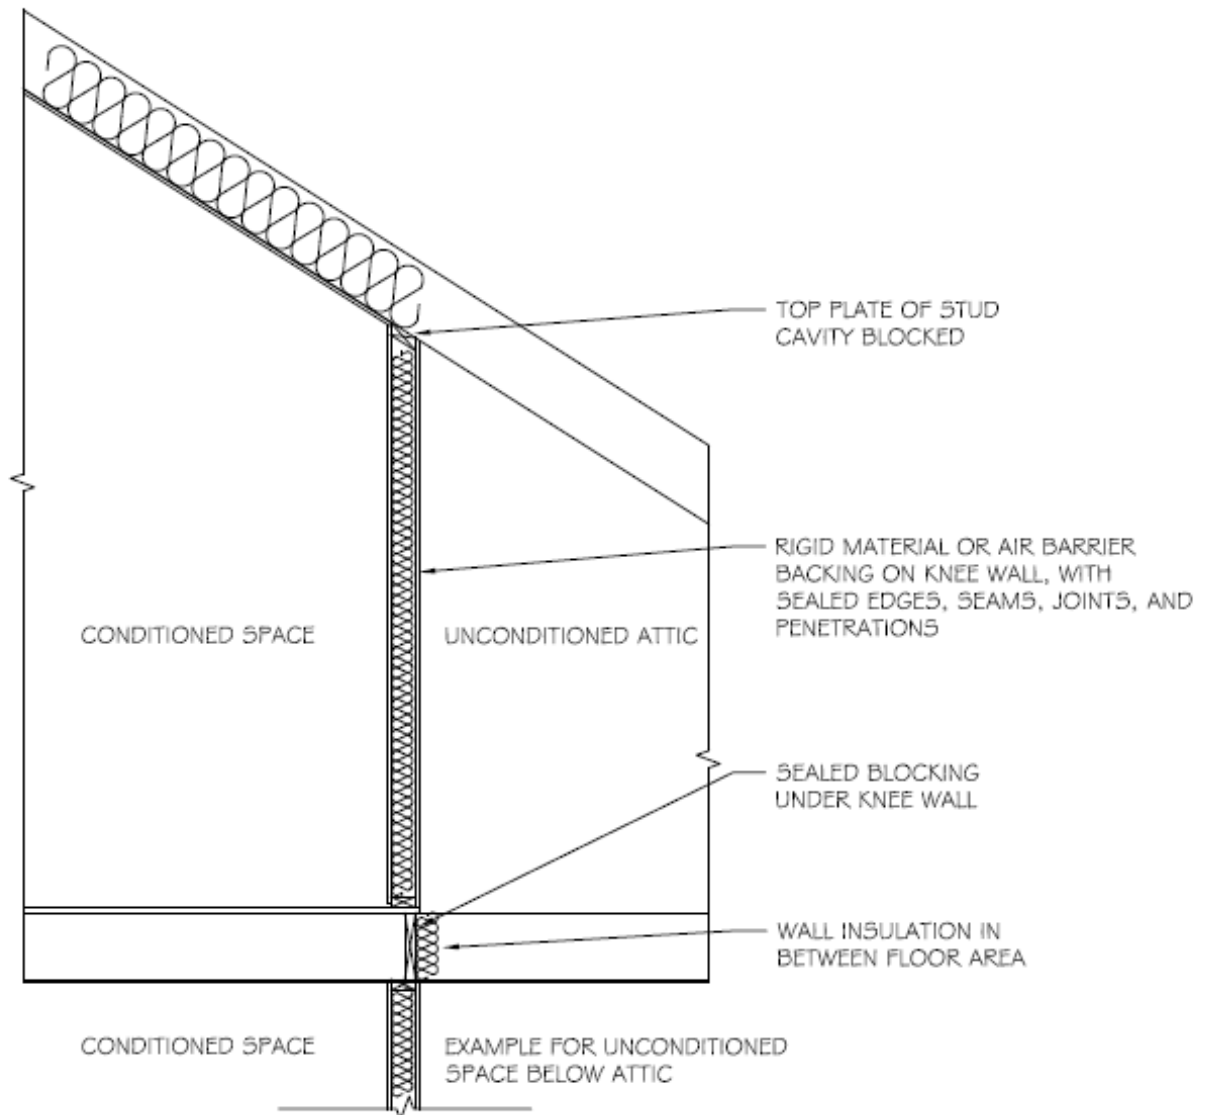 TOP PLATE OF STUD
CAVITY BLOCKED
RIGID MATERIAL OR AIR BARRIER
BACKING ON KNEE WALL, WITH
SEALED EDGES, SEAMS, JOINTS, AND
PENETRATIONS
CONDITIONED SPACE
UNCONDITIONED ATTIC
SEALED BLOCKING
UNDER KNEE WALL
WALL INSULATION IN
BETWEEN FLOOR AREA
CONDITIONED SPACE
EXAMPLE FOR UNCONDITIONED
SPACE BELOW ATTIC